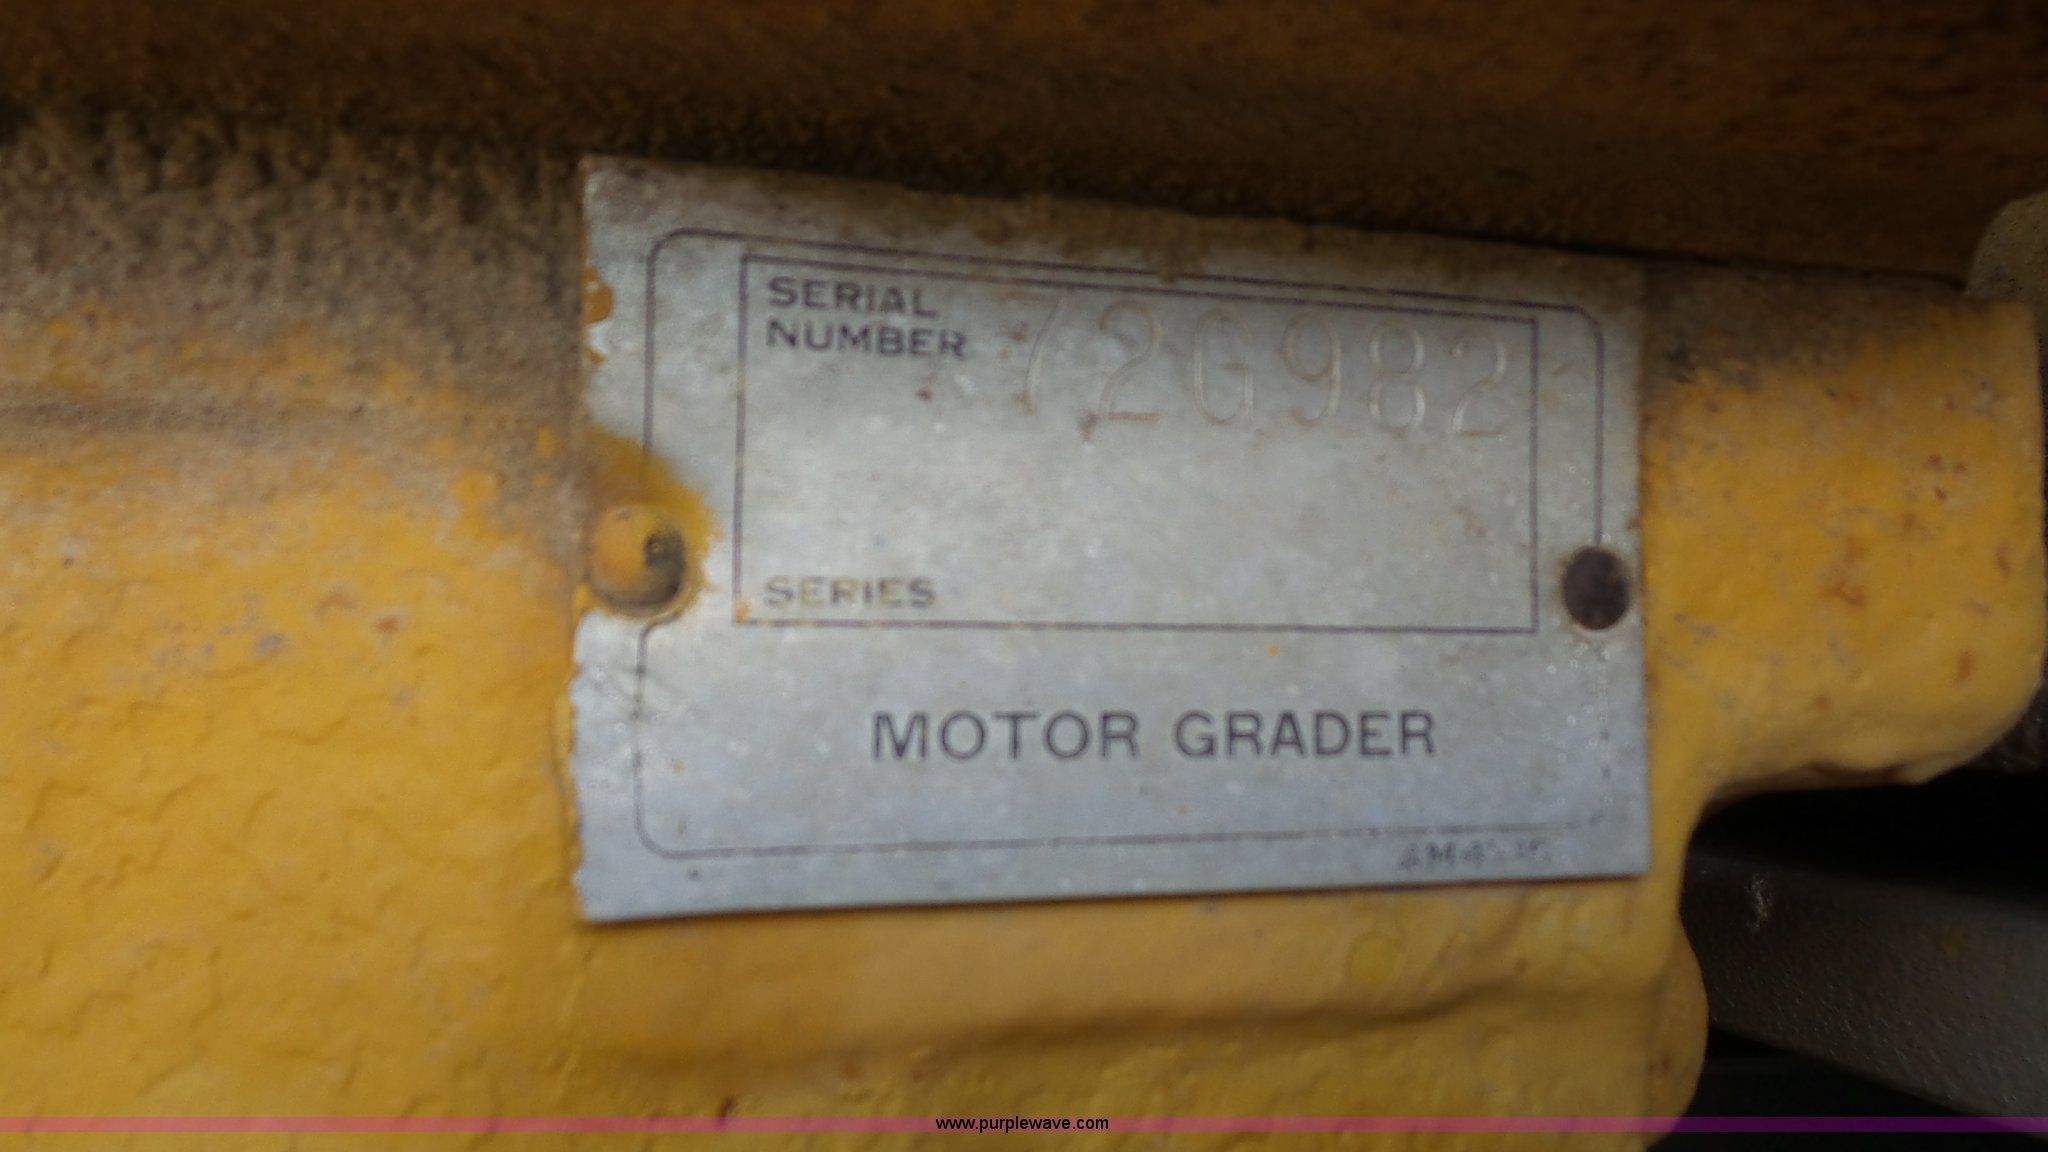 SERIAL
NUMBER 72G982
SERIES
MOTOR GRADER
www.purplewave.com